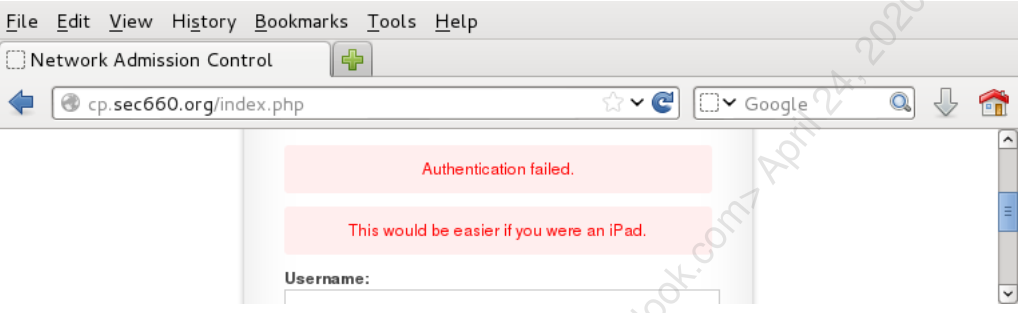 File Edit View History Bookmarks Tools Help
Network Admission Control
cp.sec660.org/index.php
Google
Authentication failed.
This would be easier if you were an iPad.
Username:
look.com> April 24, 2020